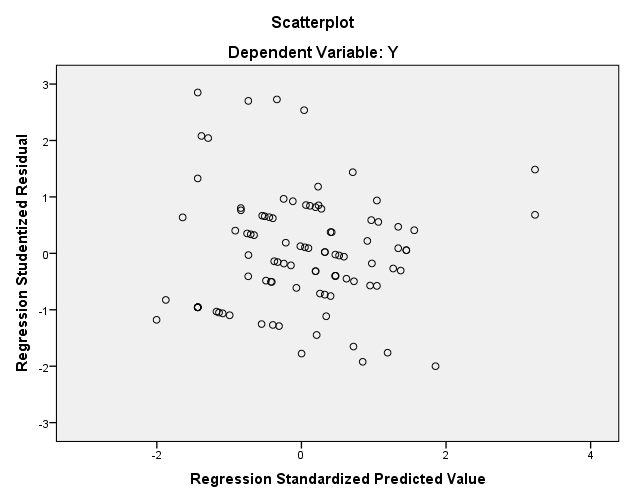 Scatterplot
Dependent Variable: Y
Regression Studentized Residual
3
2
1
0
-1
-2
-3
-2
0
2
4
Regression Standardized Predicted Value